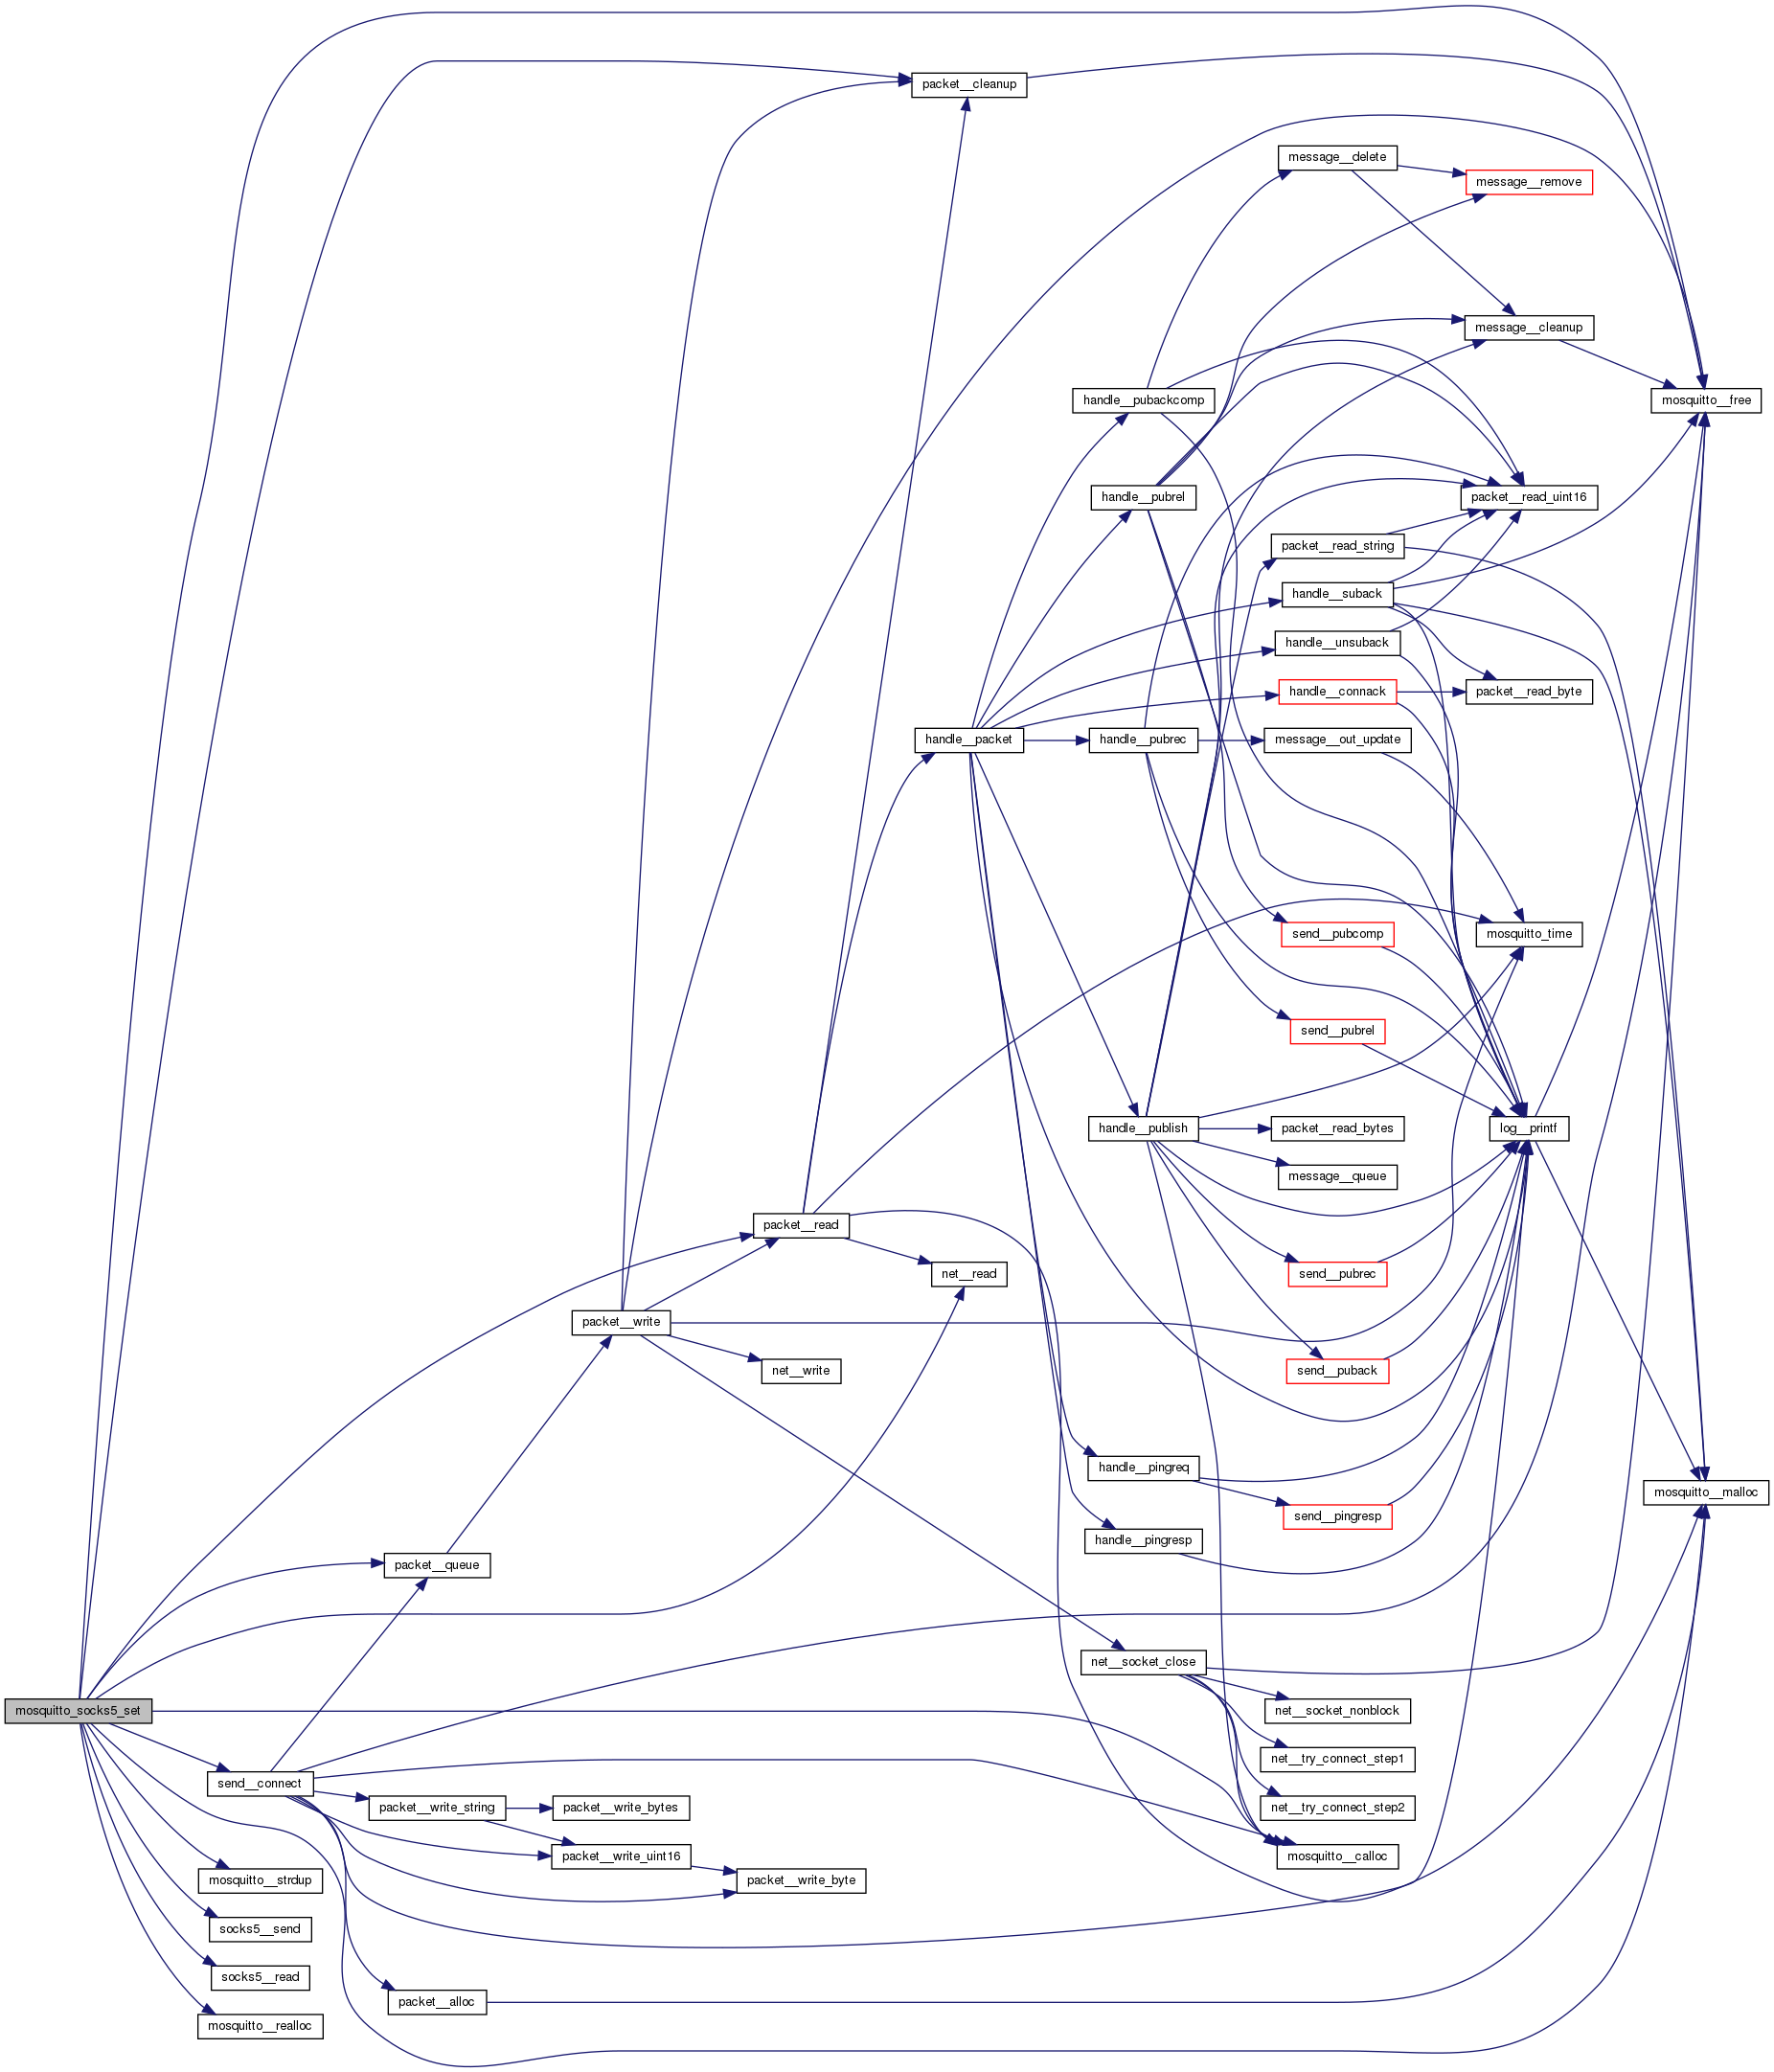 packet__cleanup
message__delete
message__remove
message__cleanup
handle__pubackcomp
mosquitto__free
handle__pubrel
packet__read_uint16
packet__read_string
handle__suback
handle__unsuback
handle__connack
packet__read_byte
handle__packet
handle__pubrec
message__out_update
send__pubcomp
mosquitto_time
send__pubrel
handle__publish
packet__read_bytes
log__printf
message__queue
packet__read
net__read
send__pubrec
packet__write
net__write
send__puback
handle__pingreq
mosquitto__malloc
send__pingresp
handle__pingresp
packet__queue
net__socket_close
mosquitto_socks5_set
net__socket_nonblock
net__try_connect_step1
send__connect
packet__write_string
packet__write_bytes
net__try_connect_step2
packet__write_uint16
mosquitto__calloc
mosquitto__strdup
packet__write_byte
socks5__send
socks5__read
packet__alloc
mosquitto__realloc